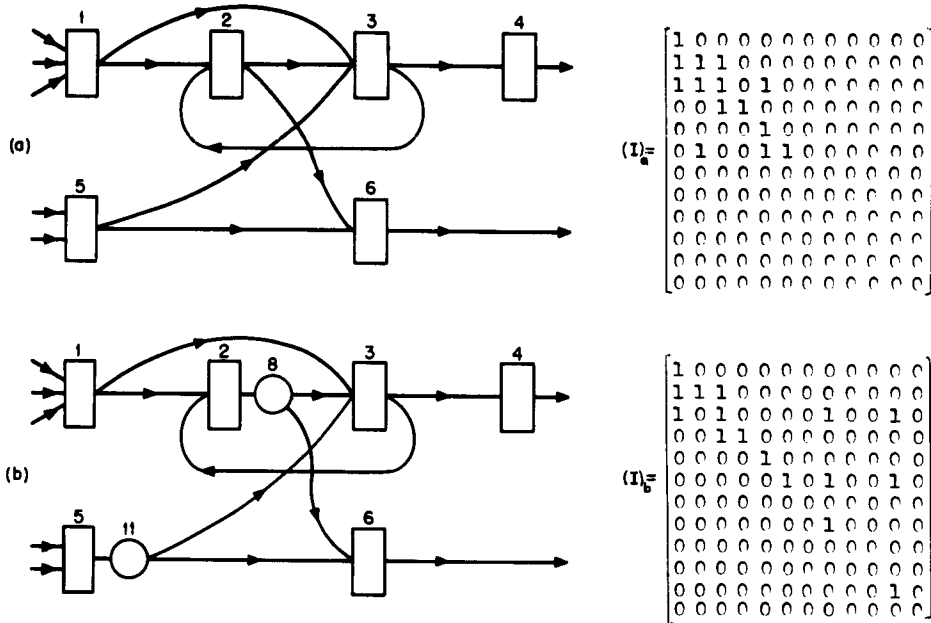 1 2 3 4
(a)
5 6
(I)a=
1 0 0 0 0 0 0 0 0 0 0 0
1 1 1 0 0 0 0 0 0 0 0 0
1 1 1 0 1 0 0 0 0 0 0 0
0 0 1 1 0 0 0 0 0 0 0 0
0 0 0 0 1 0 0 0 0 0 0 0
0 1 0 0 1 1 0 0 0 0 0 0
0 0 0 0 0 0 0 0 0 0 0 0
0 0 0 0 0 0 0 0 0 0 0 0
0 0 0 0 0 0 0 0 0 0 0 0
0 0 0 0 0 0 0 0 0 0 0 0
0 0 0 0 0 0 0 0 0 0 0 0
0 0 0 0 0 0 0 0 0 0 0 0
1 2 8 3 4
(b)
5 11 6
(I)b=
1 0 0 0 0 0 0 0 0 0 0 0
1 1 1 0 0 0 0 0 0 0 0 0
1 0 1 0 0 0 0 1 0 0 1 0
0 0 1 1 0 0 0 0 0 0 0 0
0 0 0 0 1 0 0 0 0 0 0 0
0 0 0 0 0 1 0 1 0 0 1 0
0 0 0 0 0 0 0 0 0 0 0 0
0 0 0 0 0 0 0 1 0 0 0 0
0 0 0 0 0 0 0 0 0 0 0 0
0 0 0 0 0 0 0 0 0 0 0 0
0 0 0 0 0 0 0 0 0 0 1 0
0 0 0 0 0 0 0 0 0 0 0 0